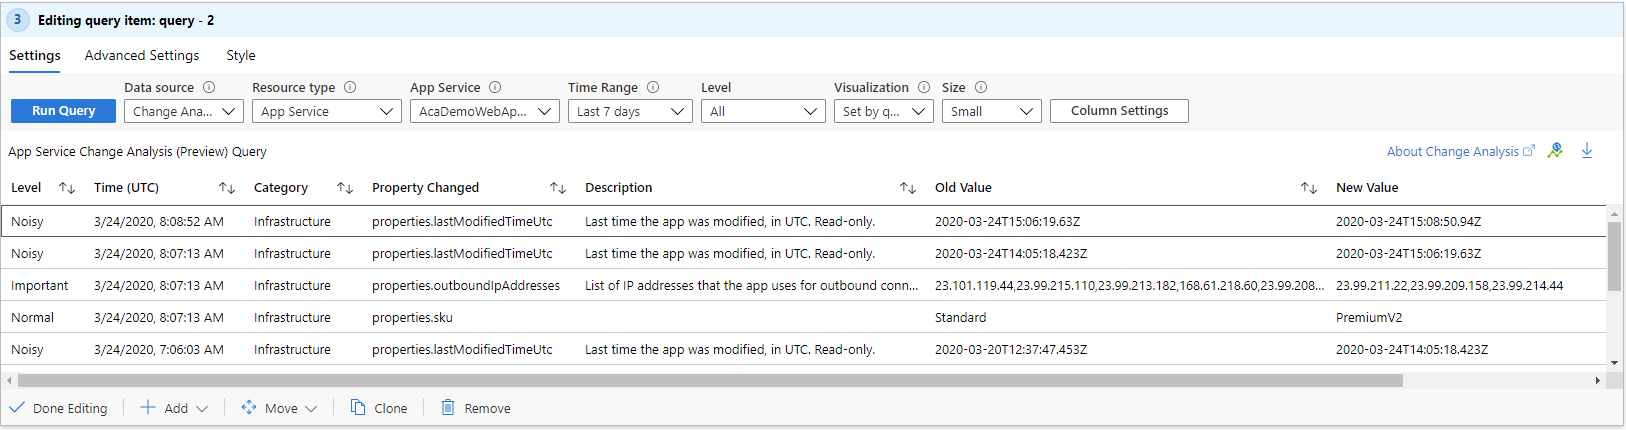 3 Editing query item: query - 2
Settings Advanced Settings Style
Data source Resource type App Service Time Range Level Visualization Size
Run Query Change Ana... App Service AcaDemoWebAp... Last 7 days All Set by q... Small Column Settings
App Service Change Analysis (Preview) Query About Change Analysis
Level Time (UTC) Category Property Changed Description Old Value New Value
Noisy 3/24/2020, 8:08:52 AM Infrastructure properties.lastModifiedTimeUtc Last time the app was modified, in UTC. Read-only. 2020-03-24T15:06:19.63Z 2020-03-24T15:08:50.94Z
Noisy 3/24/2020, 8:07:13 AM Infrastructure properties.lastModifiedTimeUtc Last time the app was modified, in UTC. Read-only. 2020-03-24T14:05:18.423Z 2020-03-24T15:06:19.63Z
Important 3/24/2020, 8:07:13 AM Infrastructure properties.outboundIpAddresses List of IP addresses that the app uses for outbound conn... 23.101.119.44,23.99.215.110,23.99.213.182,168.61.218.60,23.99.208... 23.99.211.22,23.99.209.158,23.99.214.44
Normal 3/24/2020, 8:07:13 AM Infrastructure properties.sku Standard PremiumV2
Noisy 3/24/2020, 7:06:03 AM Infrastructure properties.lastModifiedTimeUtc Last time the app was modified, in UTC. Read-only. 2020-03-20T12:37:47.453Z 2020-03-24T14:05:18.423Z
Done Editing Add Move Clone Remove